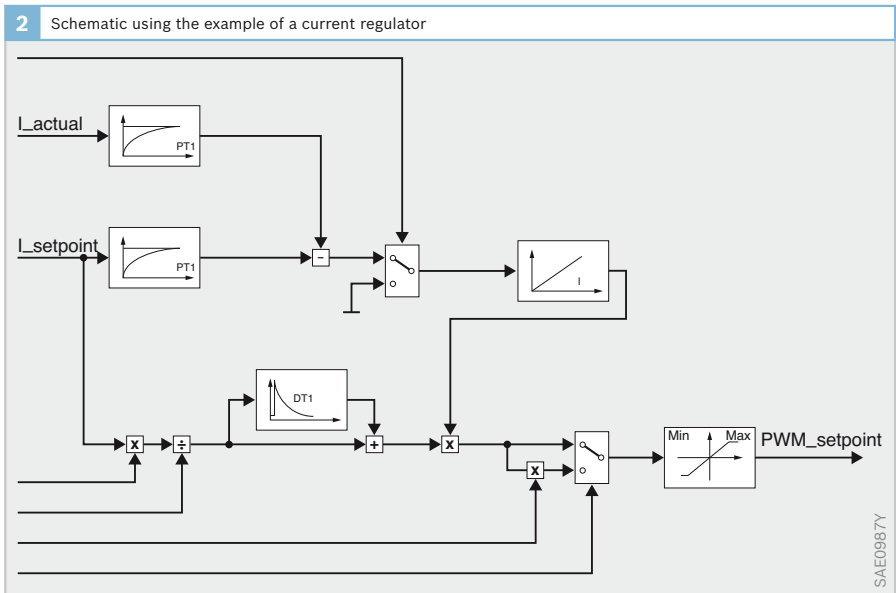 2 Schematic using the example of a current regulator
I_actual
PT1
I_setpoint
PT1
-
I
DT1
x
÷
+
x
x
Min Max
PWM_setpoint
SAE0987Y